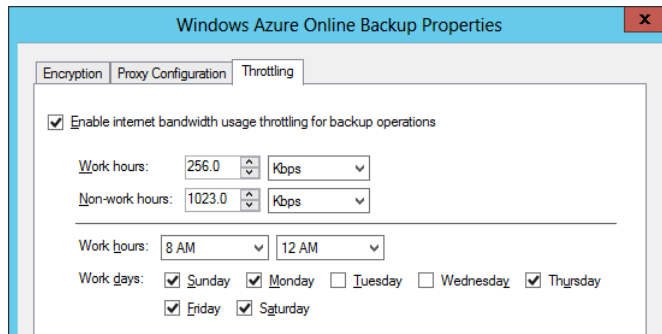 Windows Azure Online Backup Properties x
Encryption Proxy Configuration Throttling
Enable internet bandwidth usage throttling for backup operations
Work hours: 256.0 Kbps
Non-work hours: 1023.0 Kbps
Work hours: 8 AM 12 AM
Work days: Sunday Monday Tuesday Wednesday Thursday
Friday Saturday